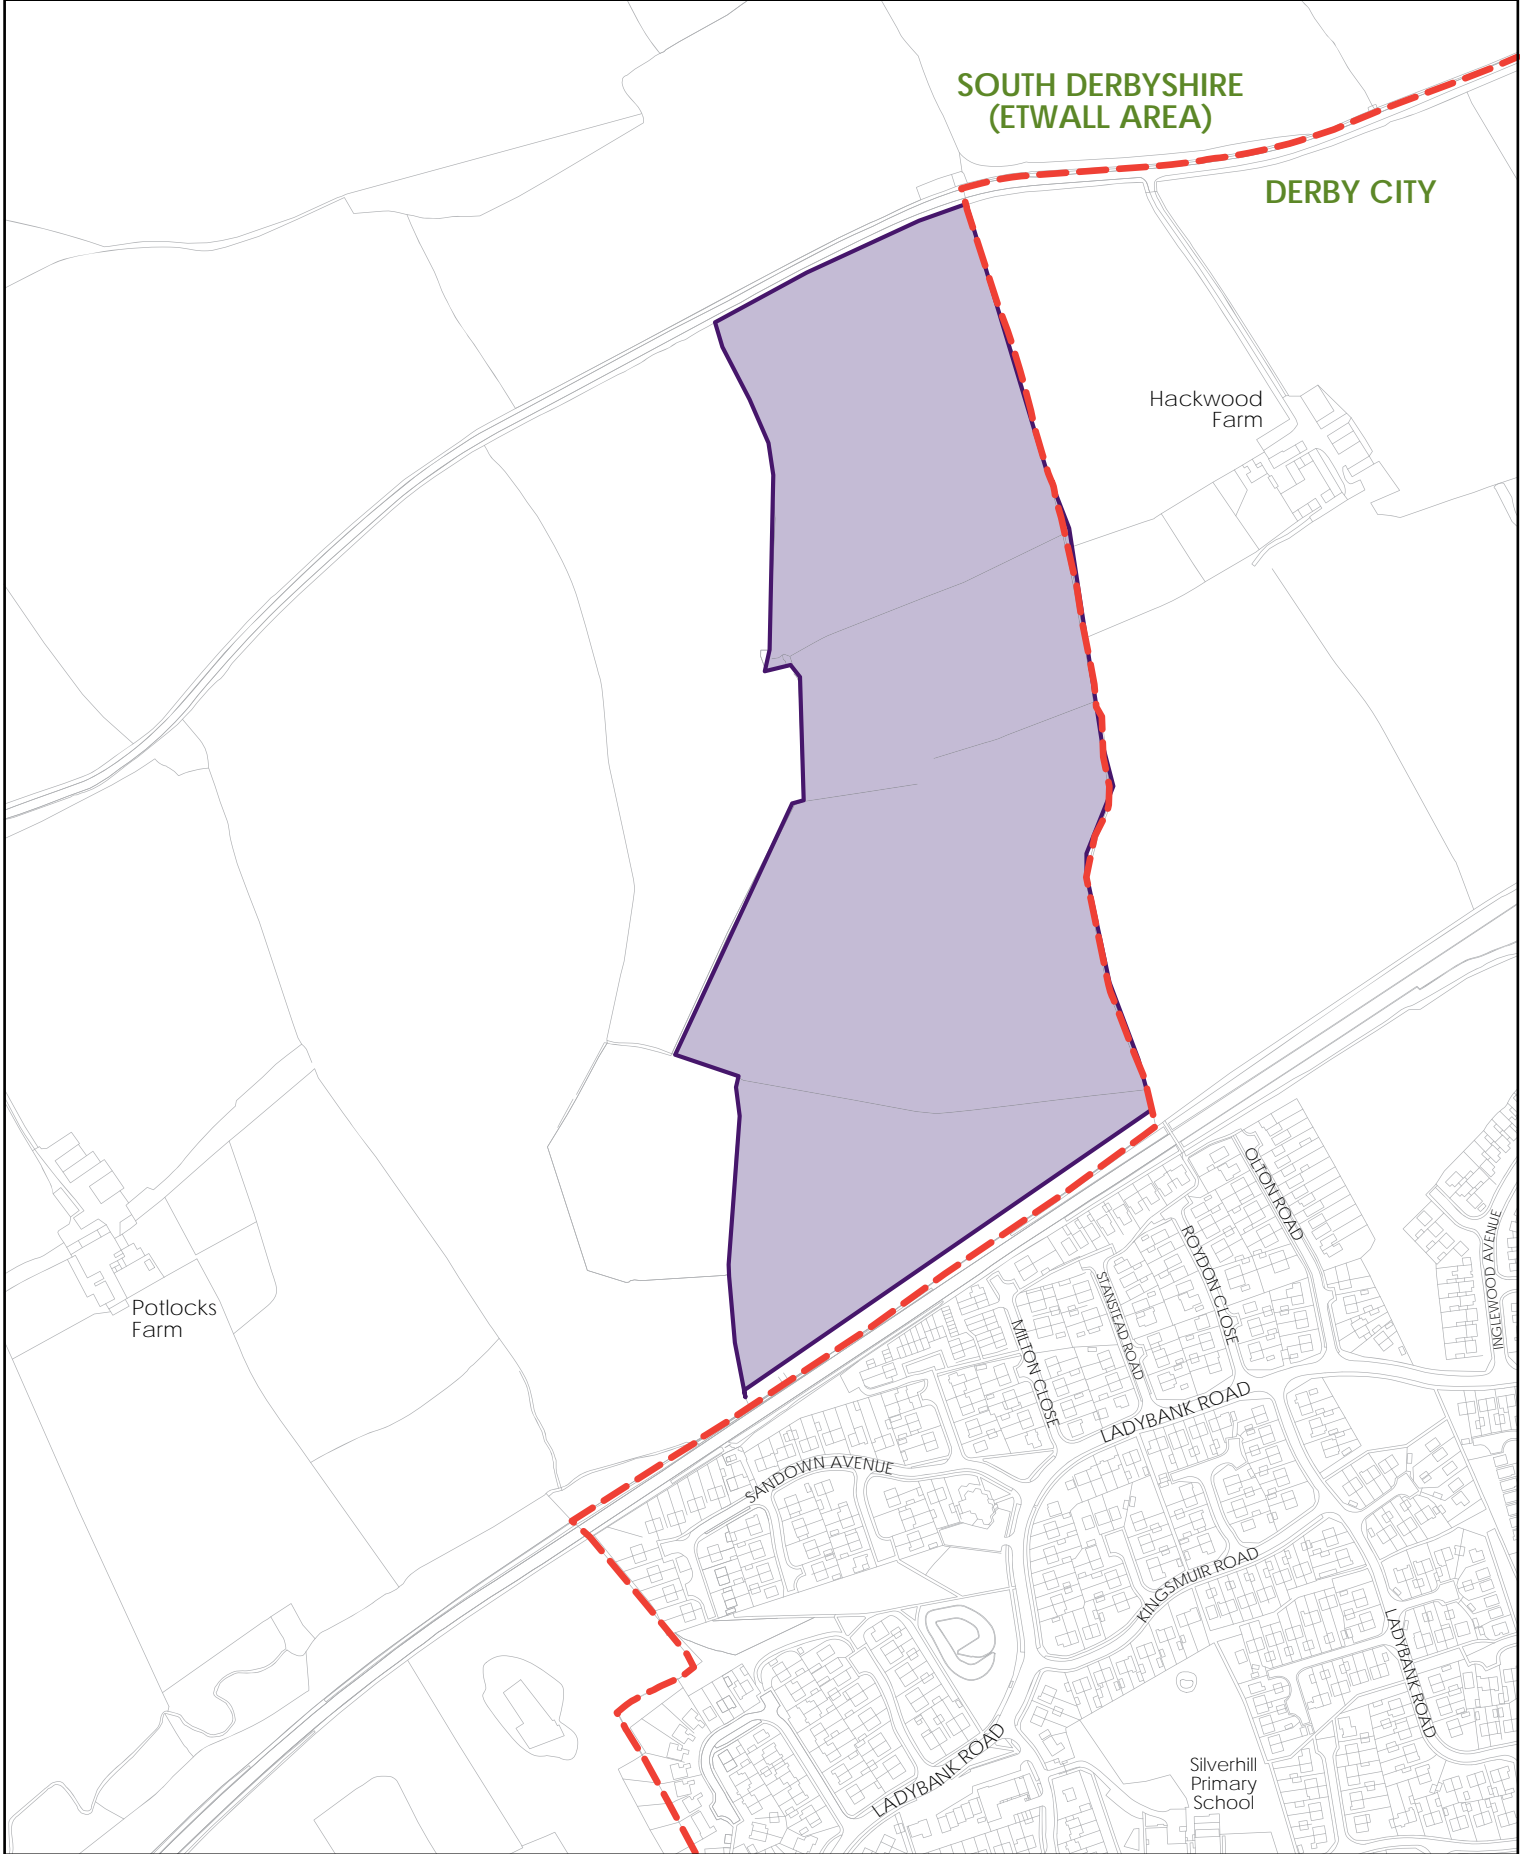 SOUTH DERBYSHIRE
(ETWALL AREA)
DERBY CITY
Hackwood
Farm
OLTON ROAD
ROYDON CLOSE
INGLEWOOD AVENUE
STANSTEAD ROAD
MILTON CLOSE
Potlocks
Farm
LADYBANK ROAD
SANDOWN AVENUE
KINGSMUIR ROAD
LADYBANK ROAD
LADYBANK ROAD
Silverhill
Primary
School